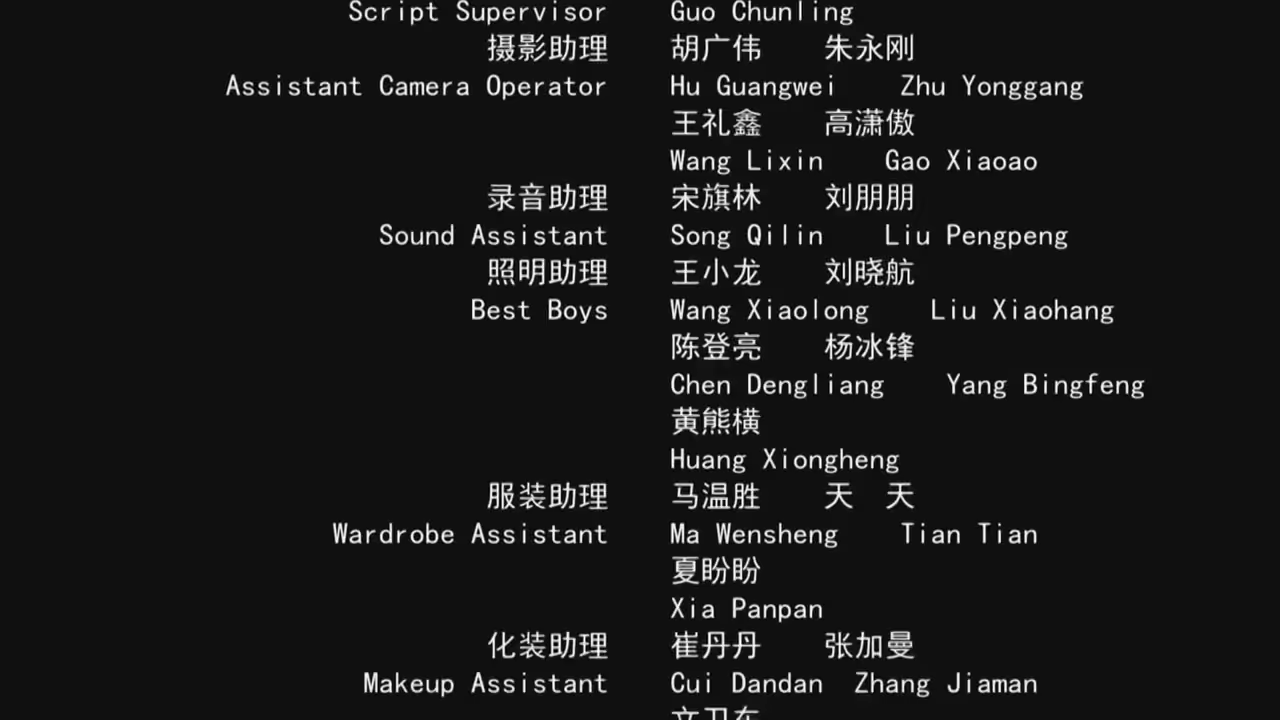 Script Supervisor Guo Chunling
摄影助理 胡广伟 朱永刚
Assistant Camera Operator Hu Guangwei Zhu Yonggang
王礼鑫 高潇傲
Wang Lixin Gao Xiaoao
录音助理 宋旗林 刘朋朋
Sound Assistant Song Qilin Liu Pengpeng
照明助理 王小龙 刘晓航
Best Boys Wang Xiaolong Liu Xiaohang
陈登亮 杨冰锋
Chen Dengliang Yang Bingfeng
黄熊横
Huang Xiongheng
服装助理 马温胜 天 天
Wardrobe Assistant Ma Wensheng Tian Tian
夏盼盼
Xia Panpan
化装助理 崔丹丹 张加曼
Makeup Assistant Cui Dandan Zhang Jiaman